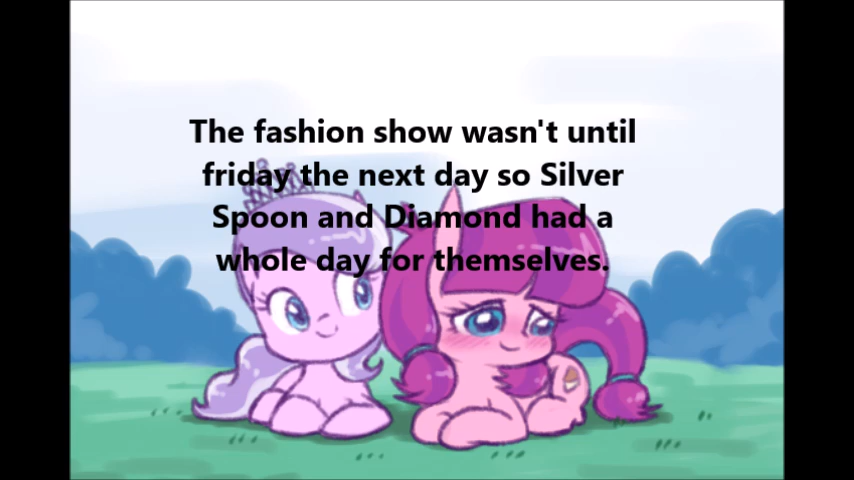 The fashion show wasn't until
friday the next day so Silver
Spoon and Diamond had a
whole day for themselves.